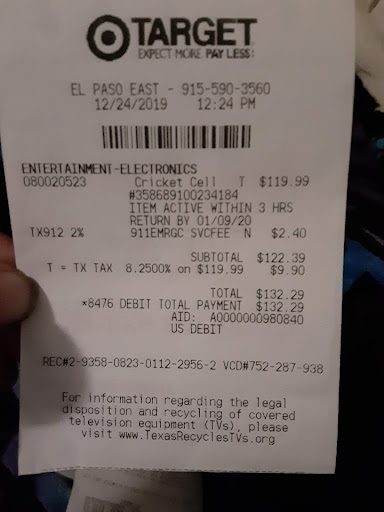 TARGET
EXPECT MORE. PAY LESS.
EL PASO EAST - 915-590-3560
12/24/2019 12:24 PM
ENTERTAINMENT-ELECTRONICS
080020523 Cricket Cell T $119.99
#358689100234184
ITEM ACTIVE WITHIN 3 HRS
RETURN BY 01/09/20
TX912 2% 911EMRGC SVCFEE N $2.40
SUBTOTAL $122.39
T = TX TAX 8.2500% on $119.99 $9.90
TOTAL $132.29
*8476 DEBIT TOTAL PAYMENT $132.29
AID: A0000000980840
US DEBIT
REC#2-9358-0823-0112-2956-2 VCD#752-287-938
For information regarding the legal
disposition and recycling of covered
television equipment (TVs), please
visit www.TexasRecyclesTVs.org